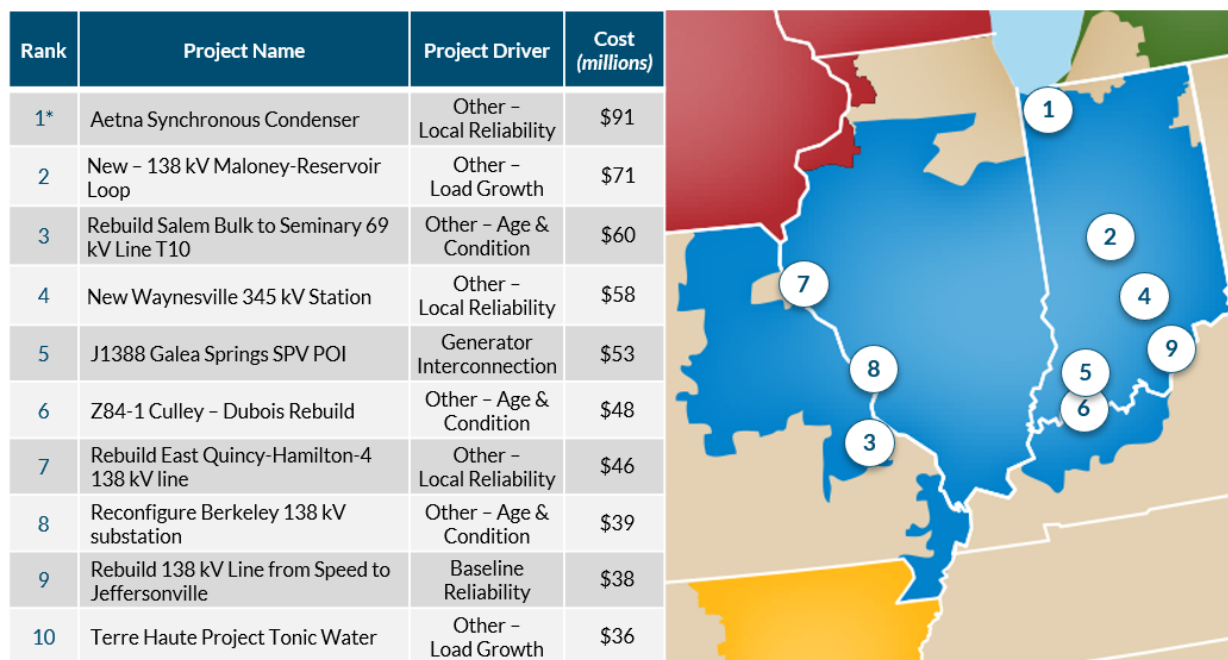 Rank Project Name Project Driver Cost (millions)
1* Aetna Synchronous Condenser Other – Local Reliability $91
2 New – 138 kV Maloney-Reservoir Loop Other – Load Growth $71
3 Rebuild Salem Bulk to Seminary 69 kV Line T10 Other – Age & Condition $60
4 New Waynesville 345 kV Station Other – Local Reliability $58
5 J1388 Galea Springs SPV POI Generator Interconnection $53
6 Z84-1 Culley – Dubois Rebuild Other – Age & Condition $48
7 Rebuild East Quincy-Hamilton-4 138 kV line Other – Local Reliability $46
8 Reconfigure Berkeley 138 kV substation Other – Age & Condition $39
9 Rebuild 138 kV Line from Speed to Jeffersonville Baseline Reliability $38
10 Terre Haute Project Tonic Water Other – Load Growth $36
1
2
7
4
9
8
5
6
3